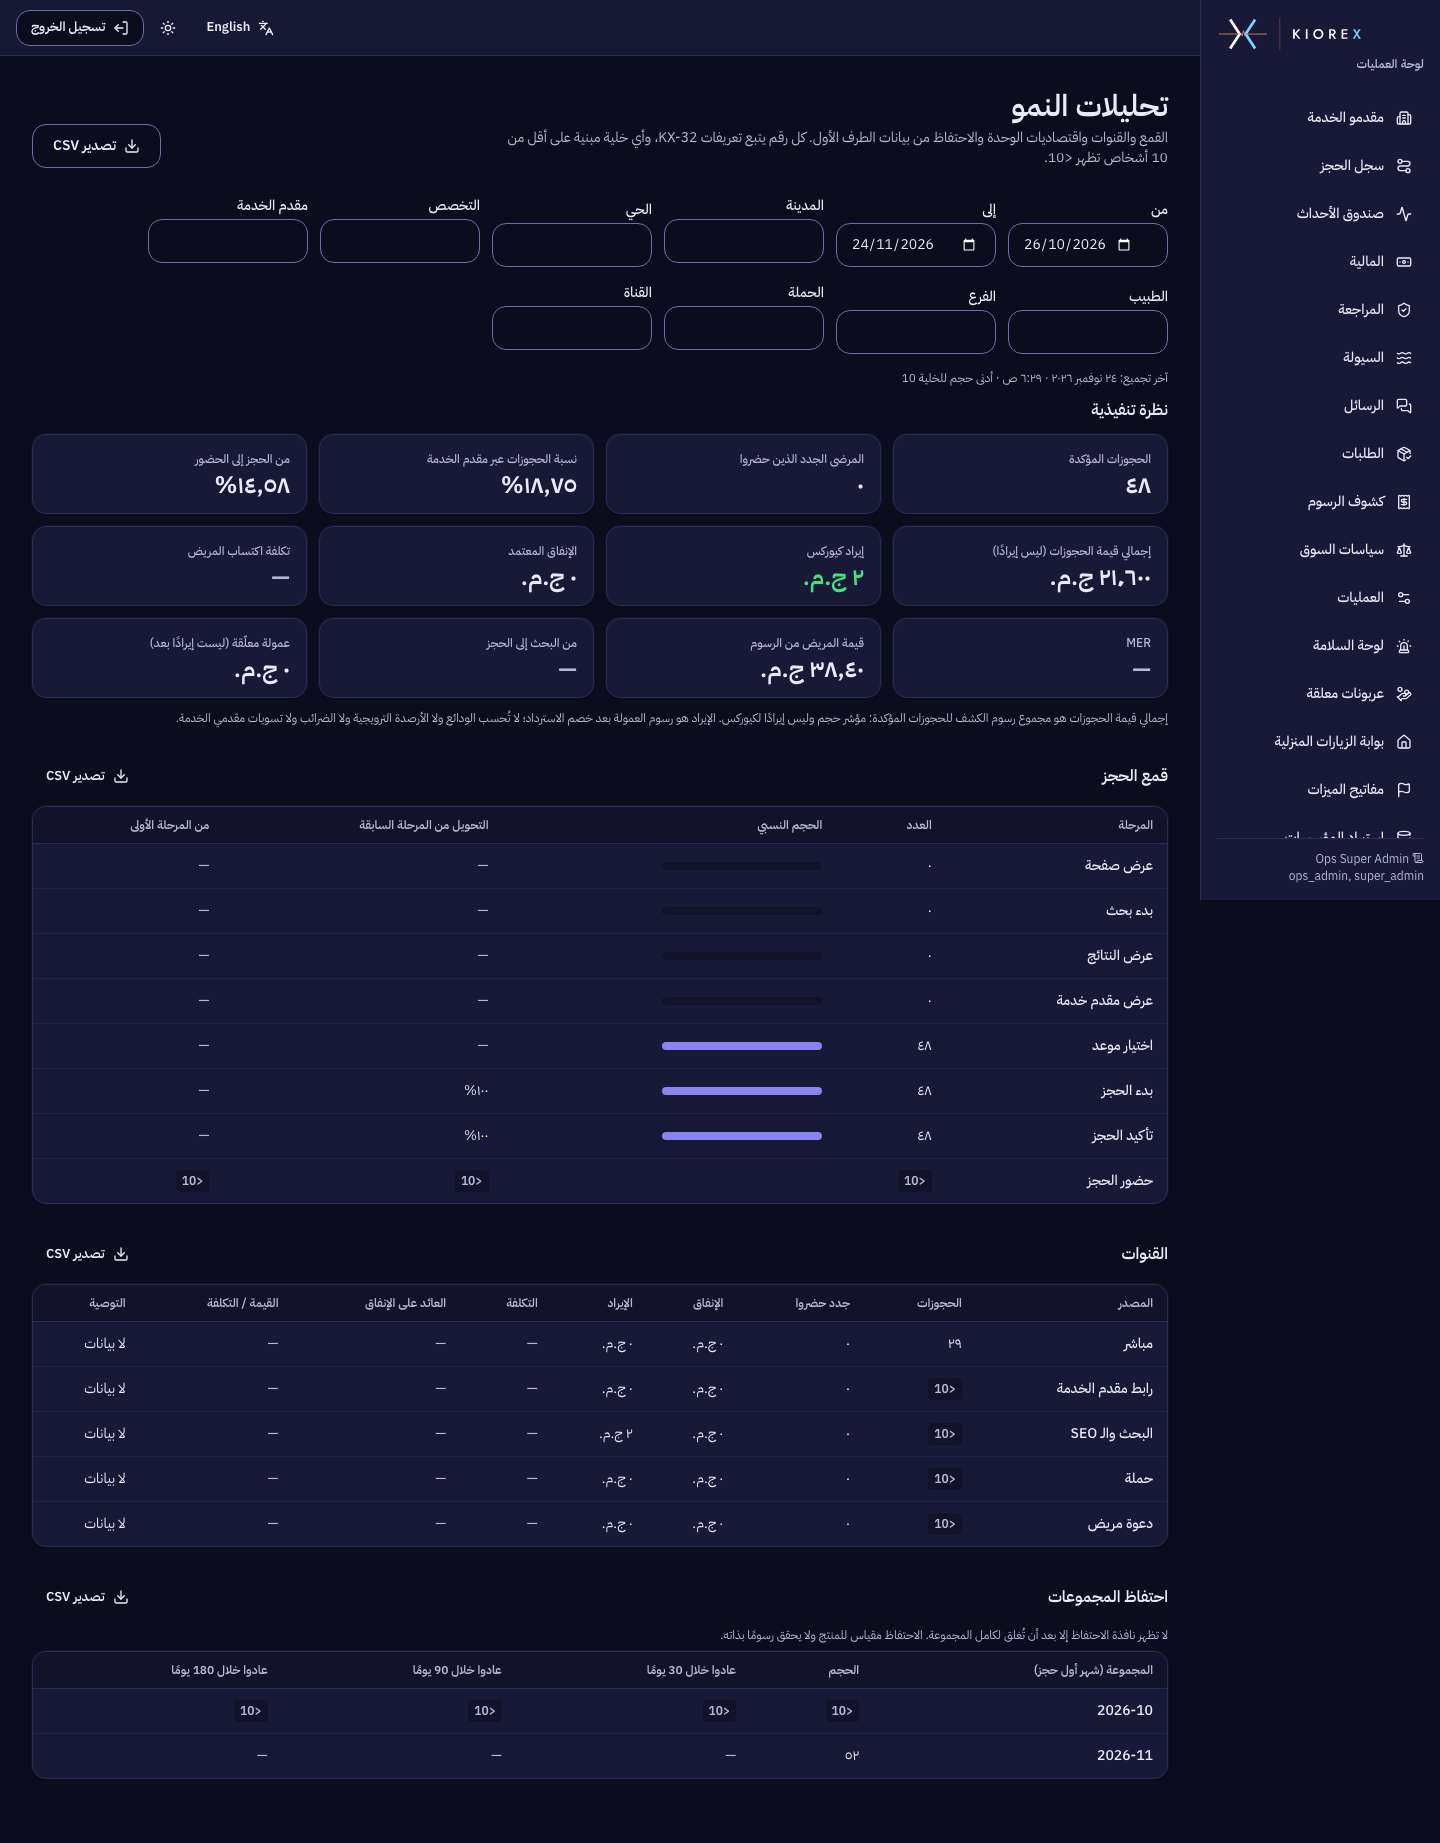 KIOREX
لوحة العمليات
مقدمو الخدمة
سجل الحجز
صندوق الأحداث
المالية
المراجعة
السيولة
الرسائل
الطلبات
كشوف الرسوم
سياسات السوق
العمليات
لوحة السلامة
عربونات معلقة
بوابة الزيارات المنزلية
مفاتيح الميزات
Ops Super Admin
ops_admin, super_admin
English
تسجيل الخروج
تحليلات النمو
القمع والقنوات واقتصاديات الوحدة والاحتفاظ من بيانات الطرف الأول. كل رقم يتبع تعريفات KX-32، وأي خلية مبنية على أقل من
10 أشخاص تظهر <10.
تصدير CSV
من
26/10/2026
إلى
24/11/2026
المدينة
الحي
التخصص
مقدم الخدمة
الطبيب
الفرع
الحملة
القناة
آخر تجميع: ٢٤ نوفمبر ٢٠٢٦ · ٦:٢٩ ص · أدنى حجم للخلية 10
نظرة تنفيذية
الحجوزات المؤكدة
٤٨
المرضى الجدد الذين حضروا
٠
نسبة الحجوزات عبر مقدم الخدمة
١٨,٧٥%
من الحجز إلى الحضور
١٤,٥٨%
إجمالي قيمة الحجوزات (ليس إيرادًا)
٢١,٦٠٠ ج.م.
إيراد كيوركس
٢ ج.م.
الإنفاق المعتمد
٠ ج.م.
تكلفة اكتساب المريض
—
MER
—
قيمة المريض من الرسوم
٣٨,٤٠ ج.م.
من البحث إلى الحجز
—
عمولة معلّقة (ليست إيرادًا بعد)
٠ ج.م.
إجمالي قيمة الحجوزات هو مجموع رسوم الكشف للحجوزات المؤكدة: مؤشر حجم وليس إيرادًا لكيوركس. الإيراد هو رسوم العمولة بعد خصم الاسترداد؛ لا تُحسب الودائع ولا الأرصدة الترويجية ولا الضرائب ولا تسويات مقدمي الخدمة.
قمع الحجز
تصدير CSV
المرحلة العدد الحجم النسبي التحويل من المرحلة السابقة من المرحلة الأولى
عرض صفحة ٠ — —
بدء بحث ٠ — —
عرض النتائج ٠ — —
عرض مقدم خدمة ٠ — —
اختيار موعد ٤٨ — —
بدء الحجز ٤٨ ١٠٠% —
تأكيد الحجز ٤٨ ١٠٠% —
حضور الحجز <10 <10 <10
القنوات
تصدير CSV
المصدر الحجوزات جدد حضروا الإنفاق الإيراد التكلفة العائد على الإنفاق القيمة / التكلفة التوصية
مباشر ٢٩ ٠ ٠ ج.م. ٠ ج.م. — — — لا بيانات
رابط مقدم الخدمة <10 ٠ ٠ ج.م. ٠ ج.م. — — — لا بيانات
البحث والـ SEO <10 ٠ ٠ ج.م. ٢ ج.م. — — — لا بيانات
حملة <10 ٠ ٠ ج.م. ٠ ج.م. — — — لا بيانات
دعوة مريض <10 ٠ ٠ ج.م. ٠ ج.م. — — — لا بيانات
احتفاظ المجموعات
تصدير CSV
لا تظهر نافذة الاحتفاظ إلا بعد أن تُغلق لكامل المجموعة. الاحتفاظ مقياس للمنتج ولا يحقق رسومًا بذاته.
المجموعة (شهر أول حجز) الحجم عادوا خلال 30 يومًا عادوا خلال 90 يومًا عادوا خلال 180 يومًا
2026-10 <10 <10 <10 <10
2026-11 ٥٢ — — —